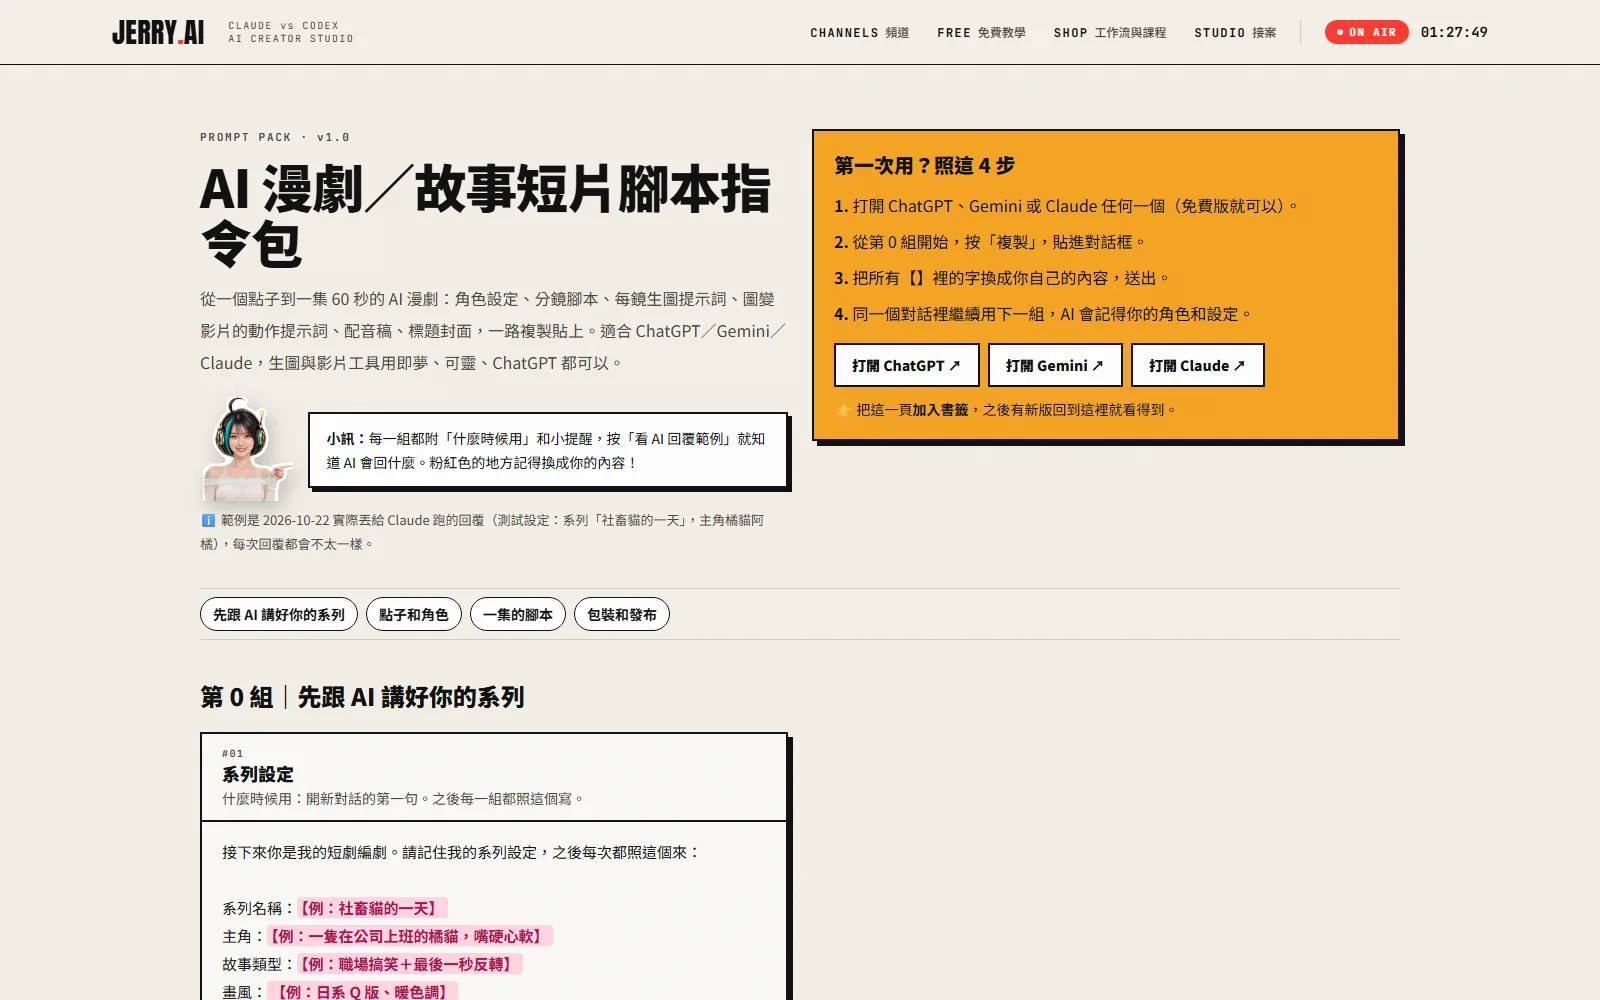 JERRY.AI
CLAUDE vs CODEX
AI CREATOR STUDIO
CHANNELS 頻道
FREE 免費教學
SHOP 工作流與課程
STUDIO 接案
ON AIR
01:27:49
PROMPT PACK · v1.0
AI 漫劇／故事短片腳本指
令包
從一個點子到一集 60 秒的 AI 漫劇：角色設定、分鏡腳本、每鏡生圖提示詞、圖變
影片的動作提示詞、配音稿、標題封面，一路複製貼上。適合 ChatGPT／Gemini／
Claude，生圖與影片工具用即夢、可靈、ChatGPT 都可以。
小訊：每一組都附「什麼時候用」和小提醒，按「看 AI 回覆範例」就知
道 AI 會回什麼。粉紅色的地方記得換成你的內容！
ℹ️ 範例是 2026-10-22 實際丟給 Claude 跑的回覆（測試設定：系列「社畜貓的一天」，主角橘貓阿
橘），每次回覆都會不太一樣。
第一次用？照這 4 步
1. 打開 ChatGPT、Gemini 或 Claude 任何一個（免費版就可以）。
2. 從第 0 組開始，按「複製」，貼進對話框。
3. 把所有【】裡的字換成你自己的內容，送出。
4. 同一個對話裡繼續用下一組，AI 會記得你的角色和設定。
打開 ChatGPT ↗
打開 Gemini ↗
打開 Claude ↗
👉 把這一頁加入書籤，之後有新版回到這裡就看得到。
先跟 AI 講好你的系列
點子和角色
一集的腳本
包裝和發布
第 0 組｜先跟 AI 講好你的系列
#01
系列設定
什麼時候用：開新對話的第一句。之後每一組都照這個寫。
接下來你是我的短劇編劇。請記住我的系列設定，之後每次都照這個來：
系列名稱：【例：社畜貓的一天】
主角：【例：一隻在公司上班的橘貓，嘴硬心軟】
故事類型：【例：職場搞笑＋最後一秒反轉】
畫風：【例：日系 Q 版、暖色調】